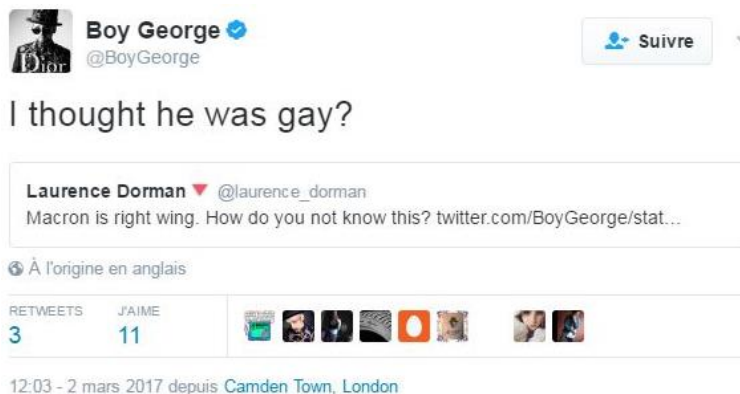 Boy George
@BoyGeorge
Dior
Suivre
I thought he was gay?
Laurence Dorman @laurence_dorman
Macron is right wing. How do you not know this? twitter.com/BoyGeorge/stat...
À l'origine en anglais
RETWEETS J'AIME
3 11
12:03 - 2 mars 2017 depuis Camden Town, London